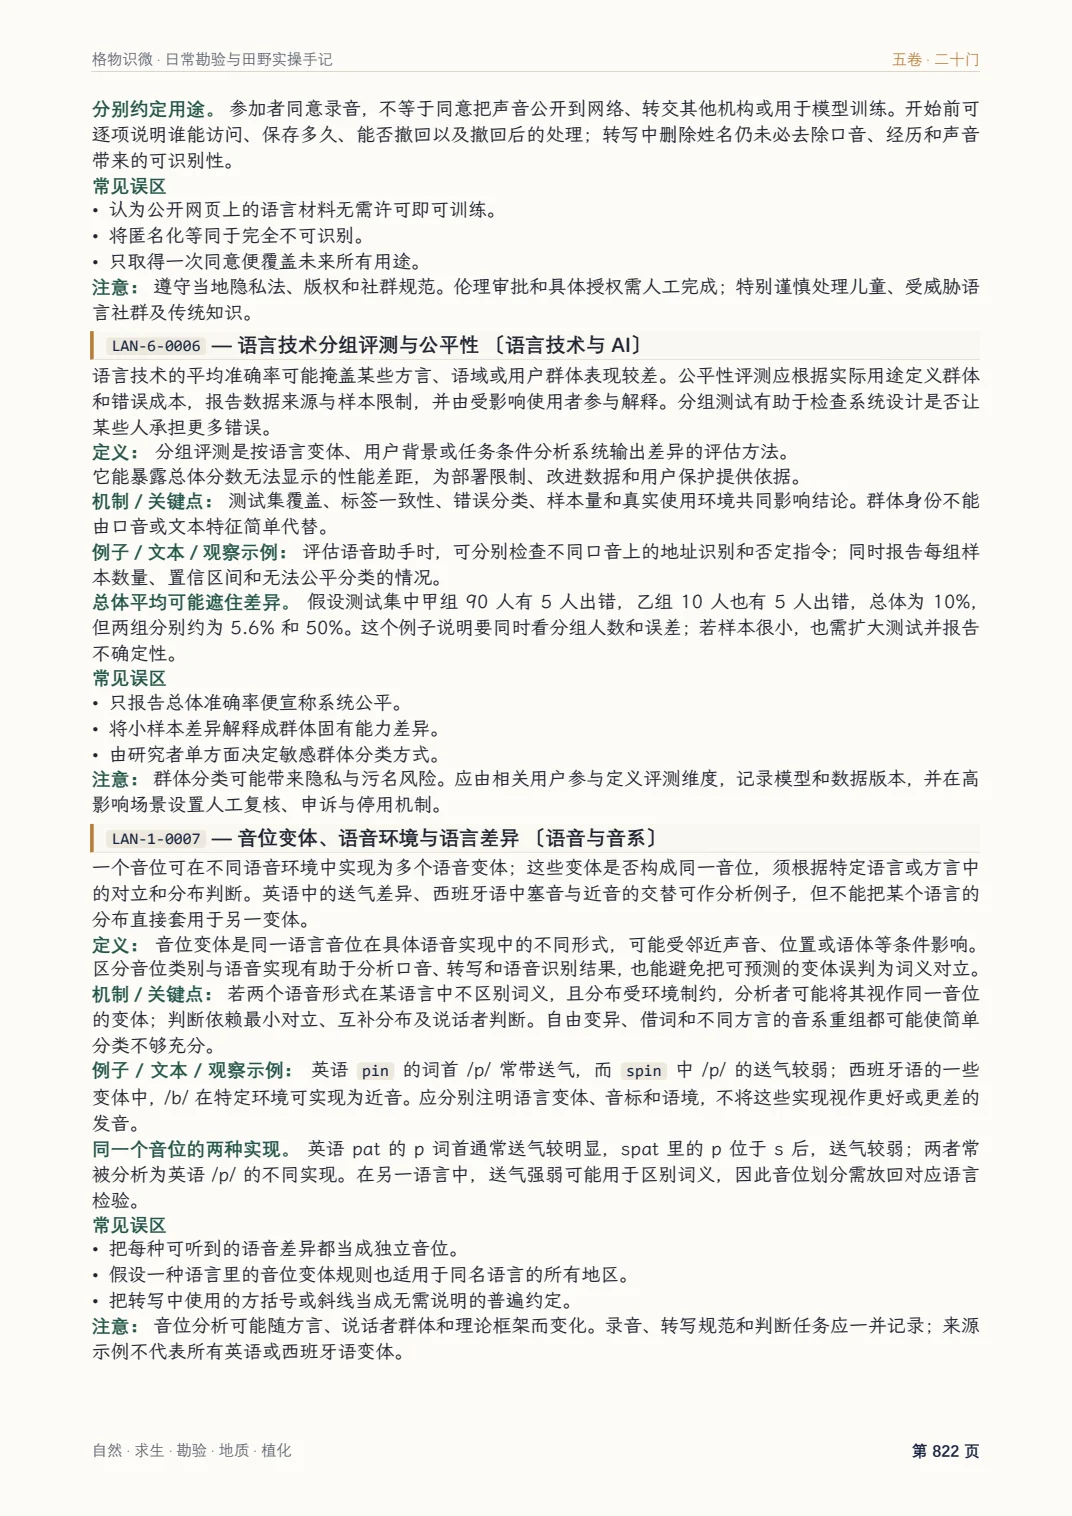 格物识微 · 日常勘验与田野实操手记
五卷 · 二十门
分别约定用途。 参加者同意录音，不等于同意把声音公开到网络、转交其他机构或用于模型训练。开始前可
逐项说明谁能访问、保存多久、能否撤回以及撤回后的处理；转写中删除姓名仍未必去除口音、经历和声音
带来的可识别性。
常见误区
• 认为公开网页上的语言材料无需许可即可训练。
• 将匿名化等同于完全不可识别。
• 只取得一次同意便覆盖未来所有用途。
注意： 遵守当地隐私法、版权和社群规范。伦理审批和具体授权需人工完成；特别谨慎处理儿童、受威胁语
言社群及传统知识。
LAN-6-0006 — 语言技术分组评测与公平性 〔语言技术与 AI〕
语言技术的平均准确率可能掩盖某些方言、语域或用户群体表现较差。公平性评测应根据实际用途定义群体
和错误成本，报告数据来源与样本限制，并由受影响使用者参与解释。分组测试有助于检查系统设计是否让
某些人承担更多错误。
定义： 分组评测是按语言变体、用户背景或任务条件分析系统输出差异的评估方法。
它能暴露总体分数无法显示的性能差距，为部署限制、改进数据和用户保护提供依据。
机制 / 关键点： 测试集覆盖、标签一致性、错误分类、样本量和真实使用环境共同影响结论。群体身份不能
由口音或文本特征简单代替。
例子 / 文本 / 观察示例： 评估语音助手时，可分别检查不同口音上的地址识别和否定指令；同时报告每组样
本数量、置信区间和无法公平分类的情况。
总体平均可能遮住差异。 假设测试集中甲组 90 人有 5 人出错，乙组 10 人也有 5 人出错，总体为 10%，
但两组分别约为 5.6% 和 50%。这个例子说明要同时看分组人数和误差；若样本很小，也需扩大测试并报告
不确定性。
常见误区
• 只报告总体准确率便宣称系统公平。
• 将小样本差异解释成群体固有能力差异。
• 由研究者单方面决定敏感群体分类方式。
注意： 群体分类可能带来隐私与污名风险。应由相关用户参与定义评测维度，记录模型和数据版本，并在高
影响场景设置人工复核、申诉与停用机制。
LAN-1-0007 — 音位变体、语音环境与语言差异 〔语音与音系〕
一个音位可在不同语音环境中实现为多个语音变体；这些变体是否构成同一音位，须根据特定语言或方言中
的对立和分布判断。英语中的送气差异、西班牙语中塞音与近音的交替可作分析例子，但不能把某个语言的
分布直接套用于另一变体。
定义： 音位变体是同一语言音位在具体语音实现中的不同形式，可能受邻近声音、位置或语体等条件影响。
区分音位类别与语音实现有助于分析口音、转写和语音识别结果，也能避免把可预测的变体误判为词义对立。
机制 / 关键点： 若两个语音形式在某语言中不区别词义，且分布受环境制约，分析者可能将其视作同一音位
的变体；判断依赖最小对立、互补分布及说话者判断。自由变异、借词和不同方言的音系重组都可能使简单
分类不够充分。
例子 / 文本 / 观察示例： 英语 pin 的词首 /p/ 常带送气，而 spin 中 /p/ 的送气较弱；西班牙语的一些
变体中，/b/ 在特定环境可实现为近音。应分别注明语言变体、音标和语境，不将这些实现视作更好或更差的
发音。
同一个音位的两种实现。 英语 pat 的 p 词首通常送气较明显，spat 里的 p 位于 s 后，送气较弱；两者常
被分析为英语 /p/ 的不同实现。在另一语言中，送气强弱可能用于区别词义，因此音位划分需放回对应语言
检验。
常见误区
• 把每种可听到的语音差异都当成独立音位。
• 假设一种语言里的音位变体规则也适用于同名语言的所有地区。
• 把转写中使用的方括号或斜线当成无需说明的普遍约定。
注意： 音位分析可能随方言、说话者群体和理论框架而变化。录音、转写规范和判断任务应一并记录；来源
示例不代表所有英语或西班牙语变体。
自然 · 求生 · 勘验 · 地质 · 植化
第 822 页